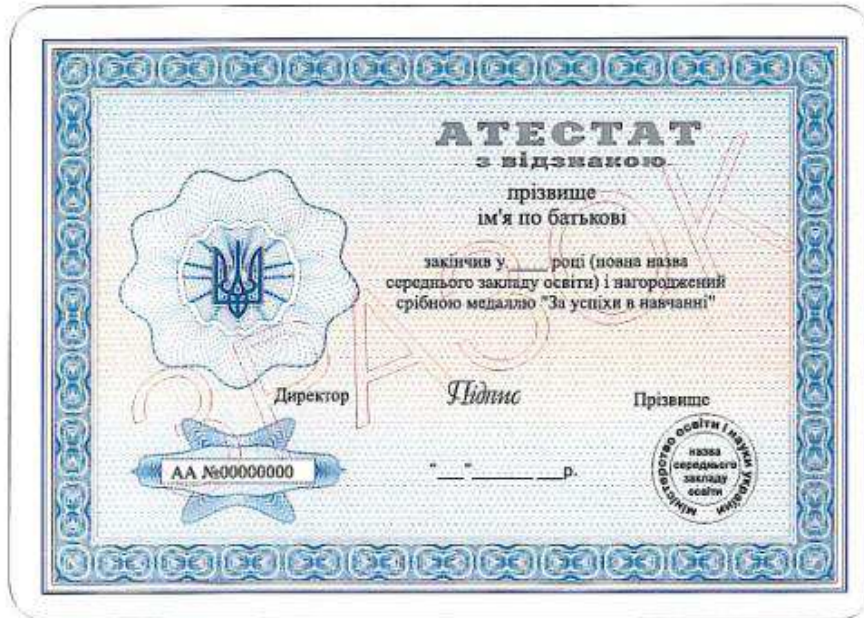 АТЕСТАТ
з відзнакою
прізвище
ім'я по батькові
закінчив у ____ році (повна назва
середнього закладу освіти) і нагороджений
срібною медаллю "За успіхи в навчанні"
Директор Підпис Прізвище
АА №00000000 "___"________ ___р.
міністерство освіти і науки україни
назва
середнього
закладу
освіти
ЗРАЗОК